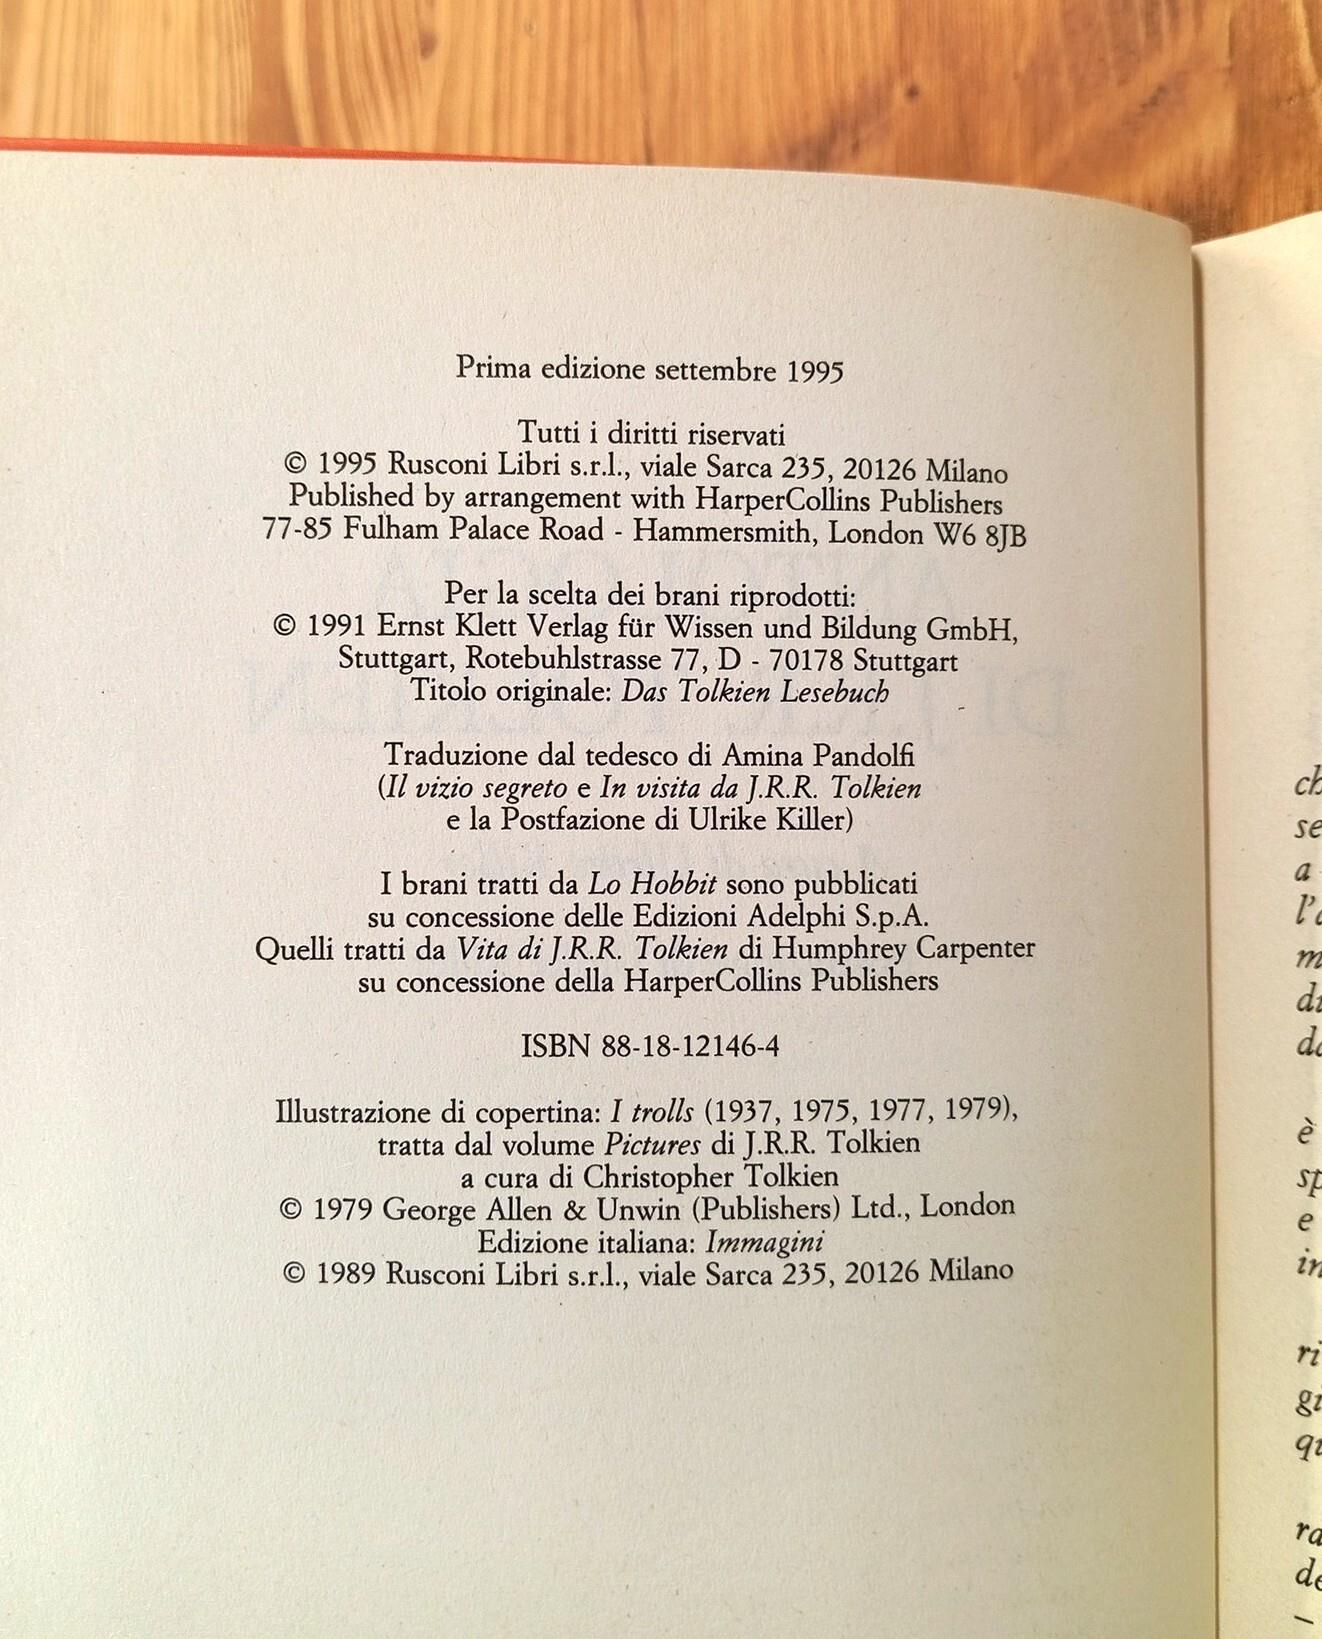 Prima edizione settembre 1995
Tutti i diritti riservati
© 1995 Rusconi Libri s.r.l., viale Sarca 235, 20126 Milano
Published by arrangement with HarperCollins Publishers
77-85 Fulham Palace Road - Hammersmith, London W6 8JB
Per la scelta dei brani riprodotti:
© 1991 Ernst Klett Verlag für Wissen und Bildung GmbH,
Stuttgart, Rotebuhlstrasse 77, D - 70178 Stuttgart
Titolo originale: Das Tolkien Lesebuch
Traduzione dal tedesco di Amina Pandolfi
(Il vizio segreto e In visita da J.R.R. Tolkien
e la Postfazione di Ulrike Killer)
I brani tratti da Lo Hobbit sono pubblicati
su concessione delle Edizioni Adelphi S.p.A.
Quelli tratti da Vita di J.R.R. Tolkien di Humphrey Carpenter
su concessione della HarperCollins Publishers
ISBN 88-18-12146-4
Illustrazione di copertina: I trolls (1937, 1975, 1977, 1979),
tratta dal volume Pictures di J.R.R. Tolkien
a cura di Christopher Tolkien
© 1979 George Allen & Unwin (Publishers) Ltd., London
Edizione italiana: Immagini
© 1989 Rusconi Libri s.r.l., viale Sarca 235, 20126 Milano
a
è
e